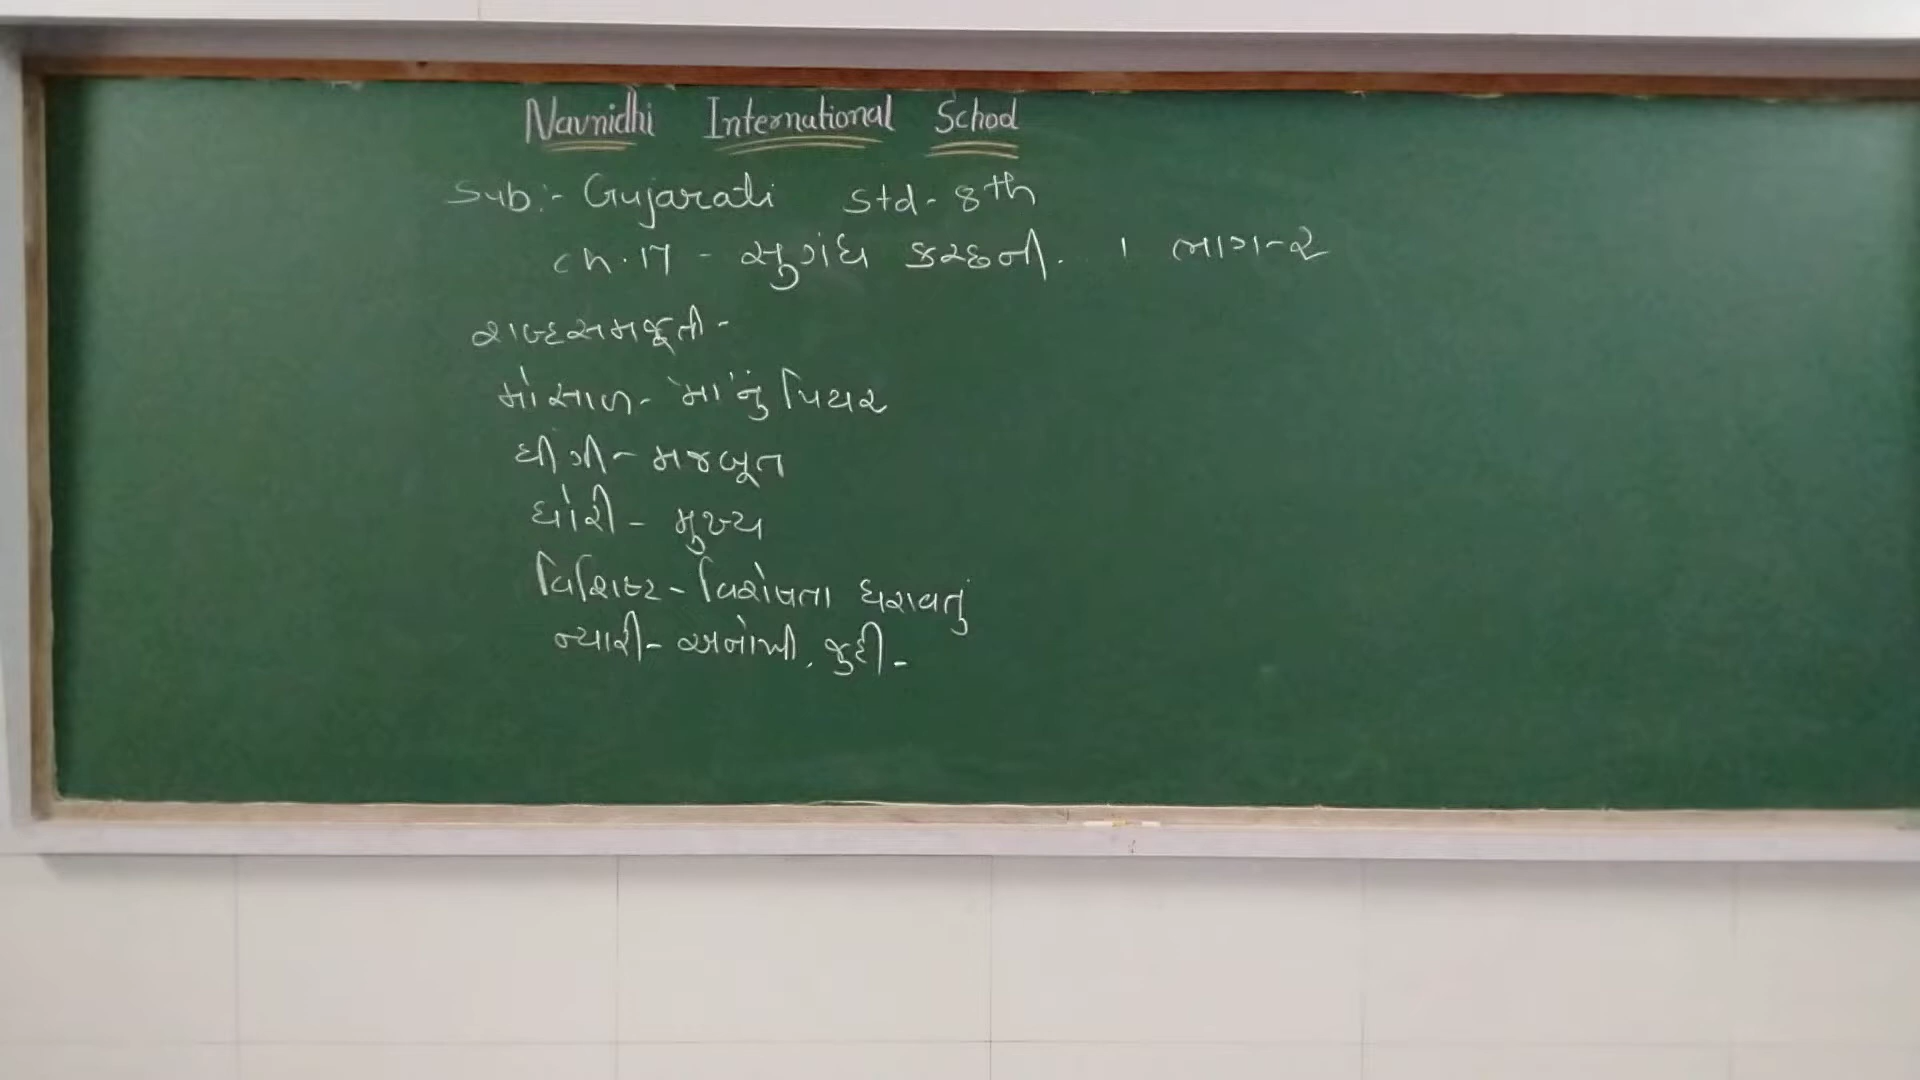 Navnidhi International School
Sub:- Gujarati Std- 8th
ch.17 - સુગંધ કચ્છની. । ભાગ-૨
શબ્દસમજૂતી-
મોસાળ- 'મા'નું પિયર
ધીંગી- મજબૂત
ધોરી- મુખ્ય
વિશિષ્ટ- વિશેષતા ધરાવતું
ન્યારી- અનોખી, જુદી-